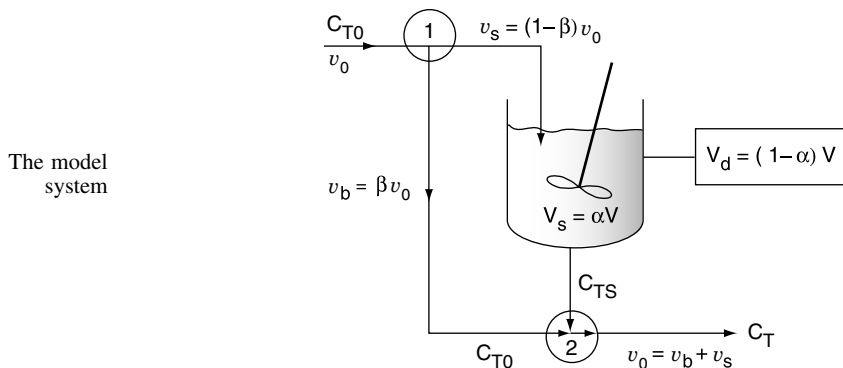 The model
system
C_T0
v_0
1
v_s = (1–β) v_0
v_b = β v_0
V_s = αV
V_d = ( 1–α) V
C_TS
C_T0
2
v_0 = v_b + v_s
C_T